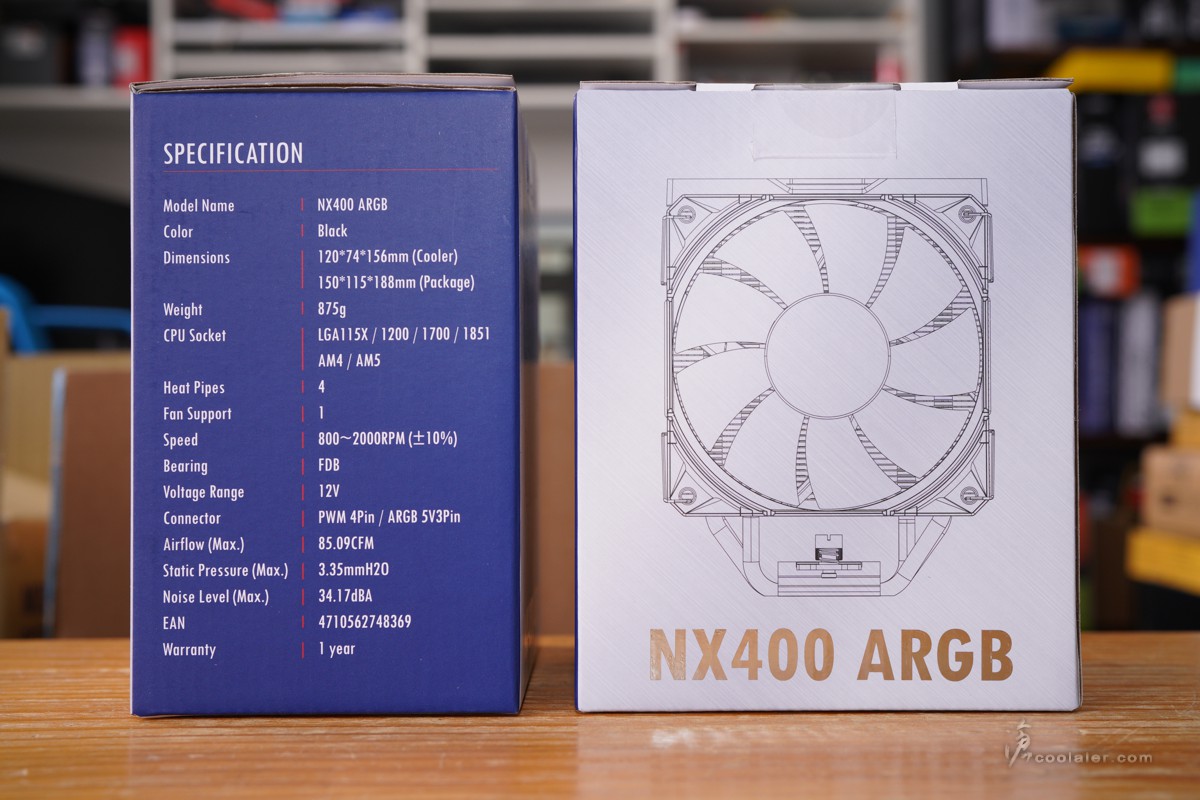 SPECIFICATION
Model Name | NX400 ARGB
Color | Black
Dimensions | 120*74*156mm (Cooler)
150*115*188mm (Package)
Weight | 875g
CPU Socket | LGA115X / 1200 / 1700 / 1851
AM4 / AM5
Heat Pipes | 4
Fan Support | 1
Speed | 800~2000RPM (±10%)
Bearing | FDB
Voltage Range | 12V
Connector | PWM 4Pin / ARGB 5V3Pin
Airflow (Max.) | 85.09CFM
Static Pressure (Max.) | 3.35mmH2O
Noise Level (Max.) | 34.17dBA
EAN | 4710562748369
Warranty | 1 year
NX400 ARGB
coolaler.com